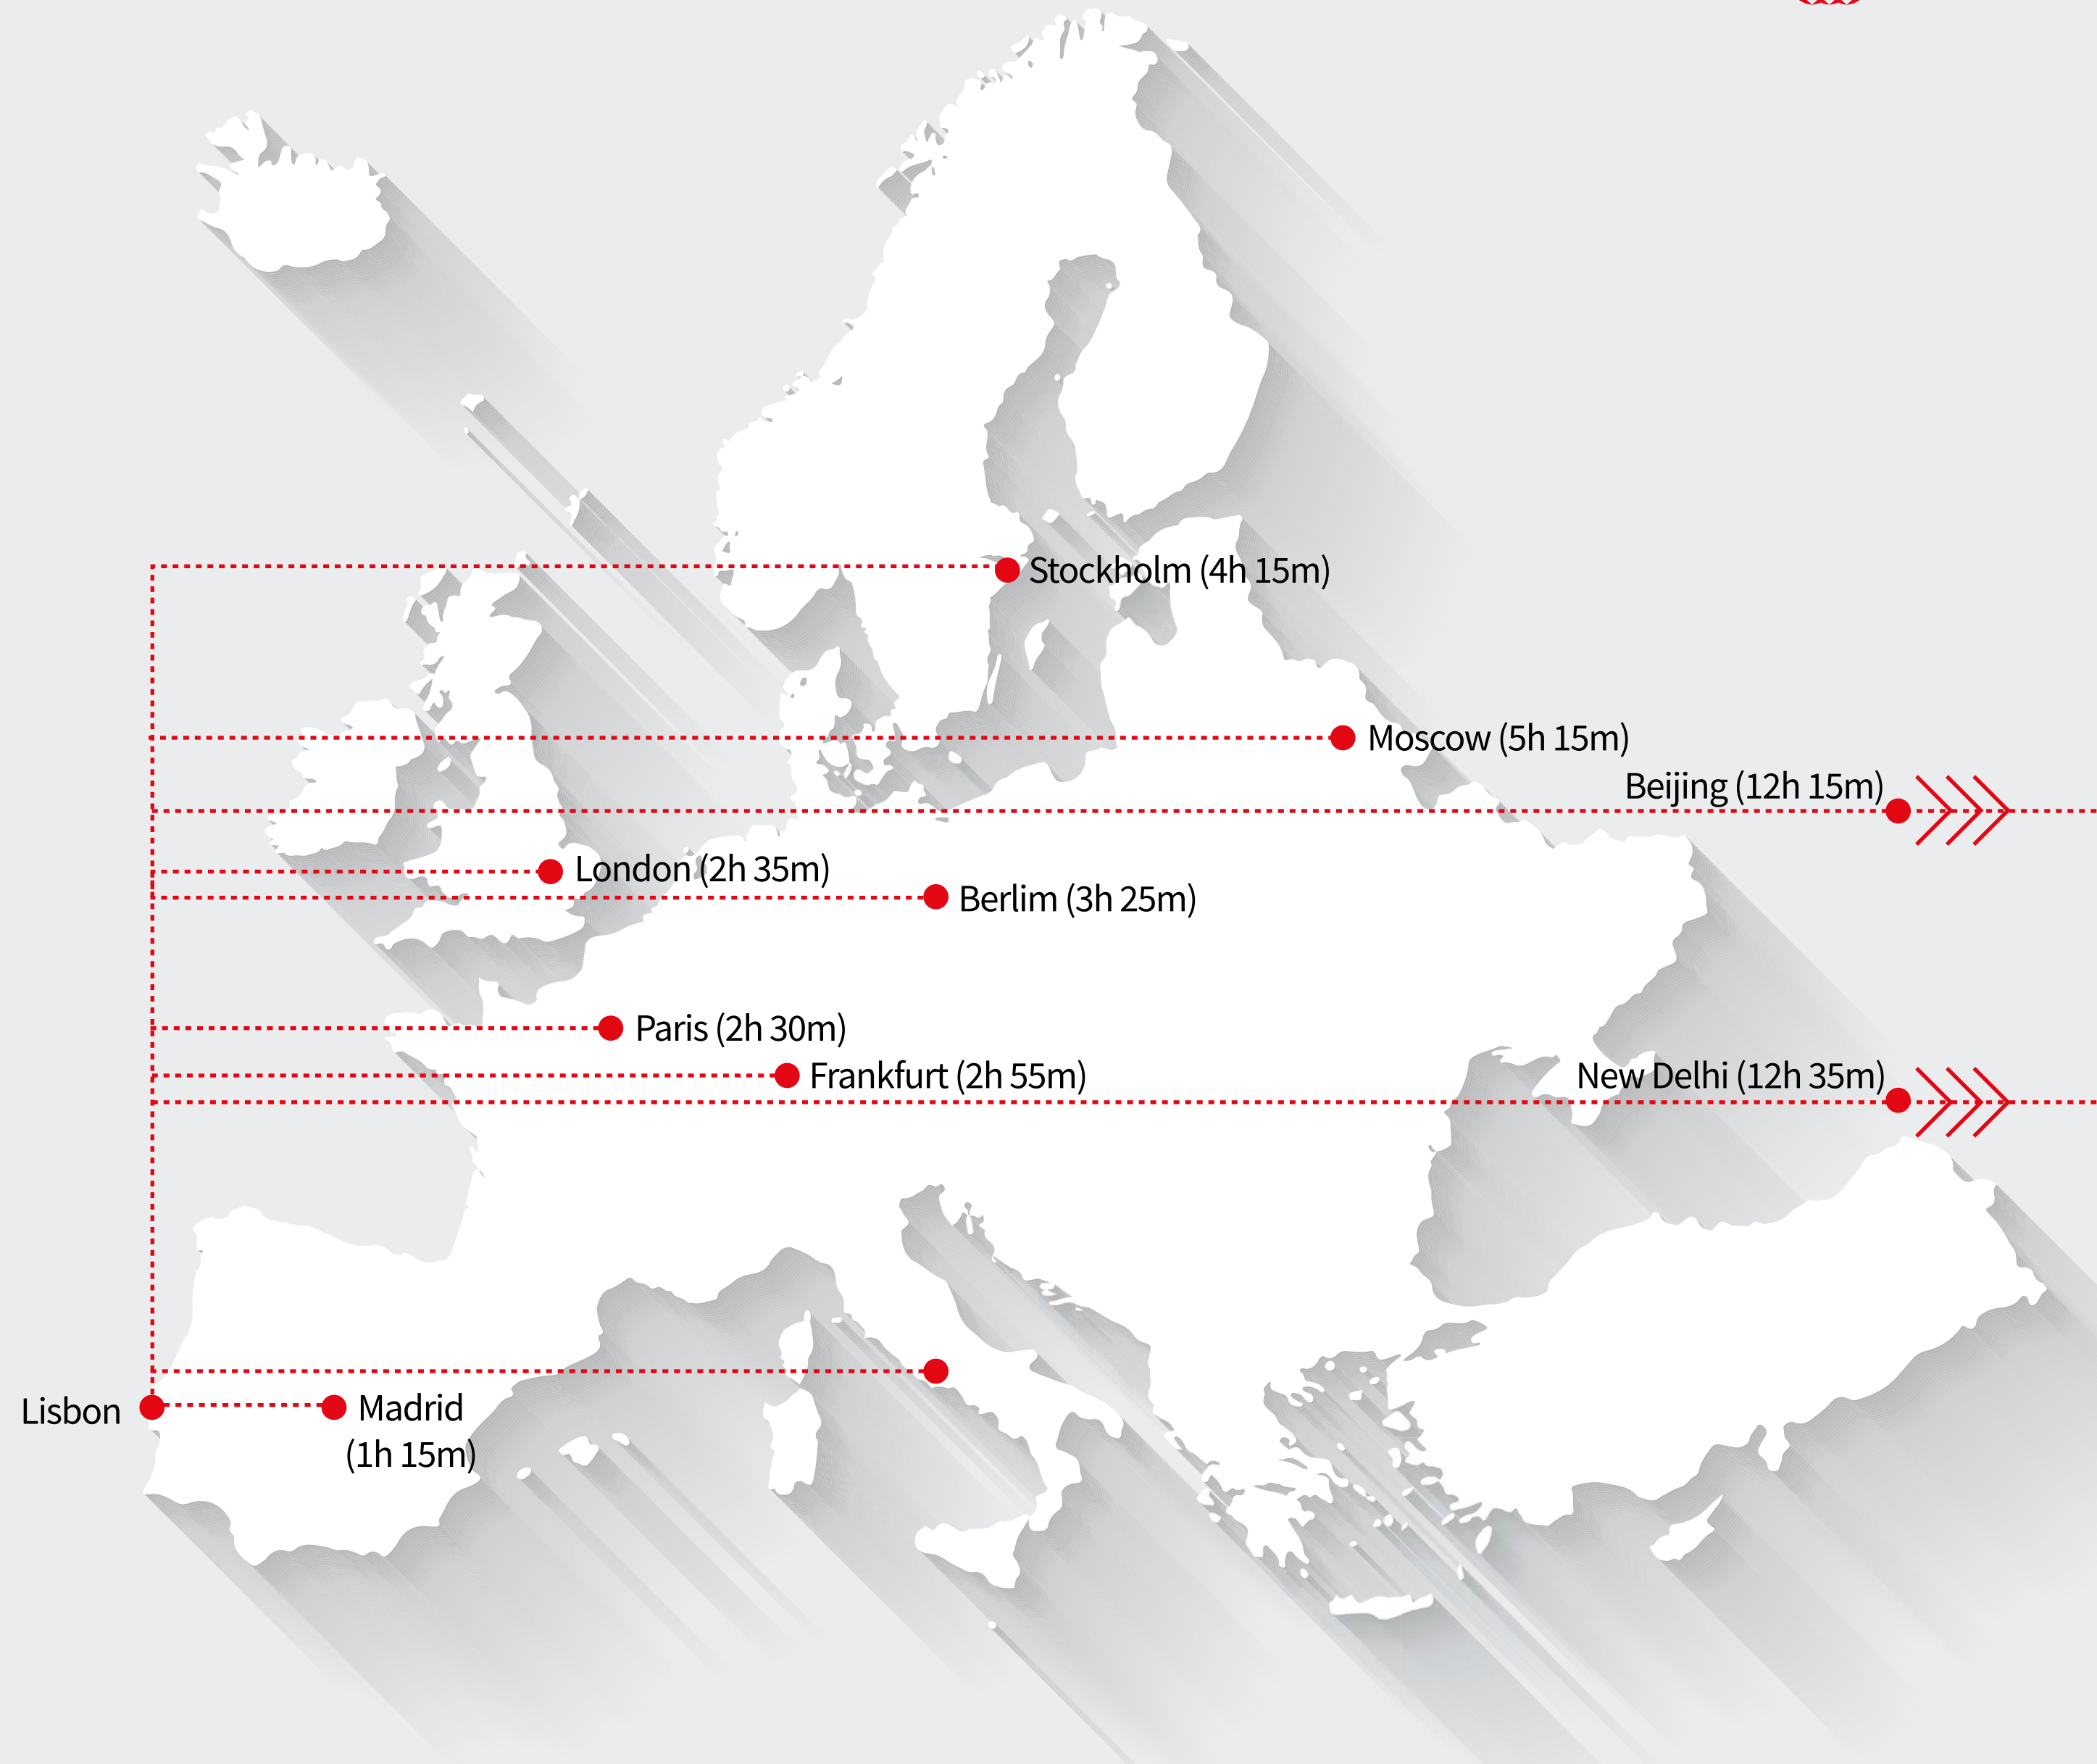 Stockholm (4h 15m)
Moscow (5h 15m)
Beijing (12h 15m)
London (2h 35m)
Berlim (3h 25m)
Paris (2h 30m)
Frankfurt (2h 55m)
New Delhi (12h 35m)
Lisbon
Madrid
(1h 15m)